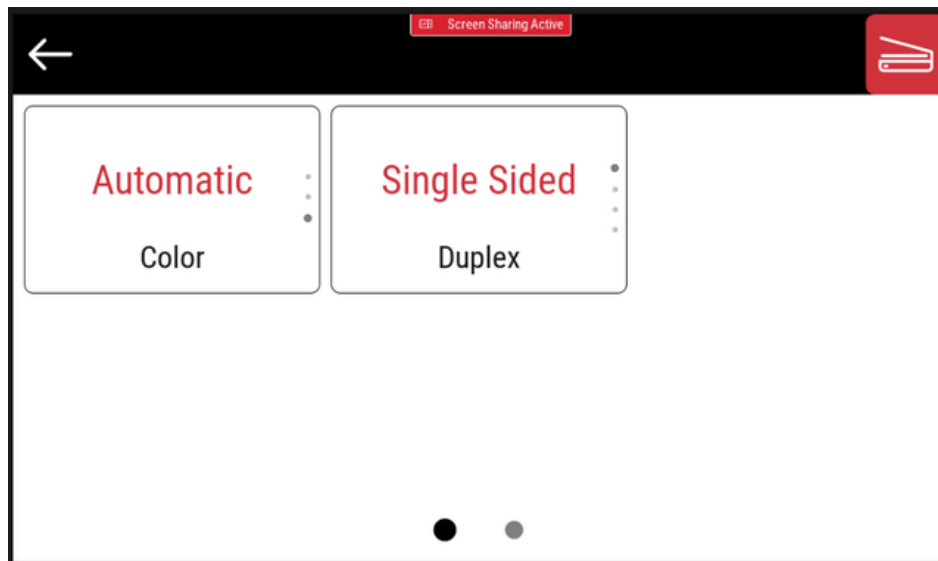 Screen Sharing Active
Automatic
Color
Single Sided
Duplex